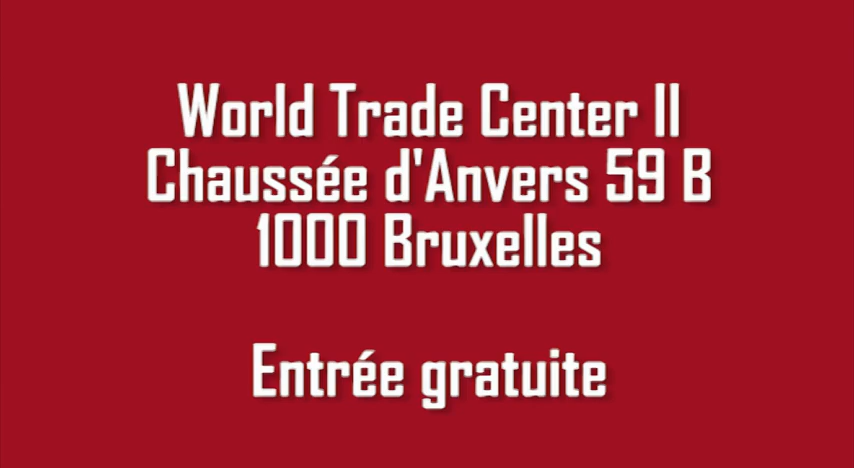 World Trade Center II
Chaussée d'Anvers 59 B
1000 Bruxelles
Entrée gratuite